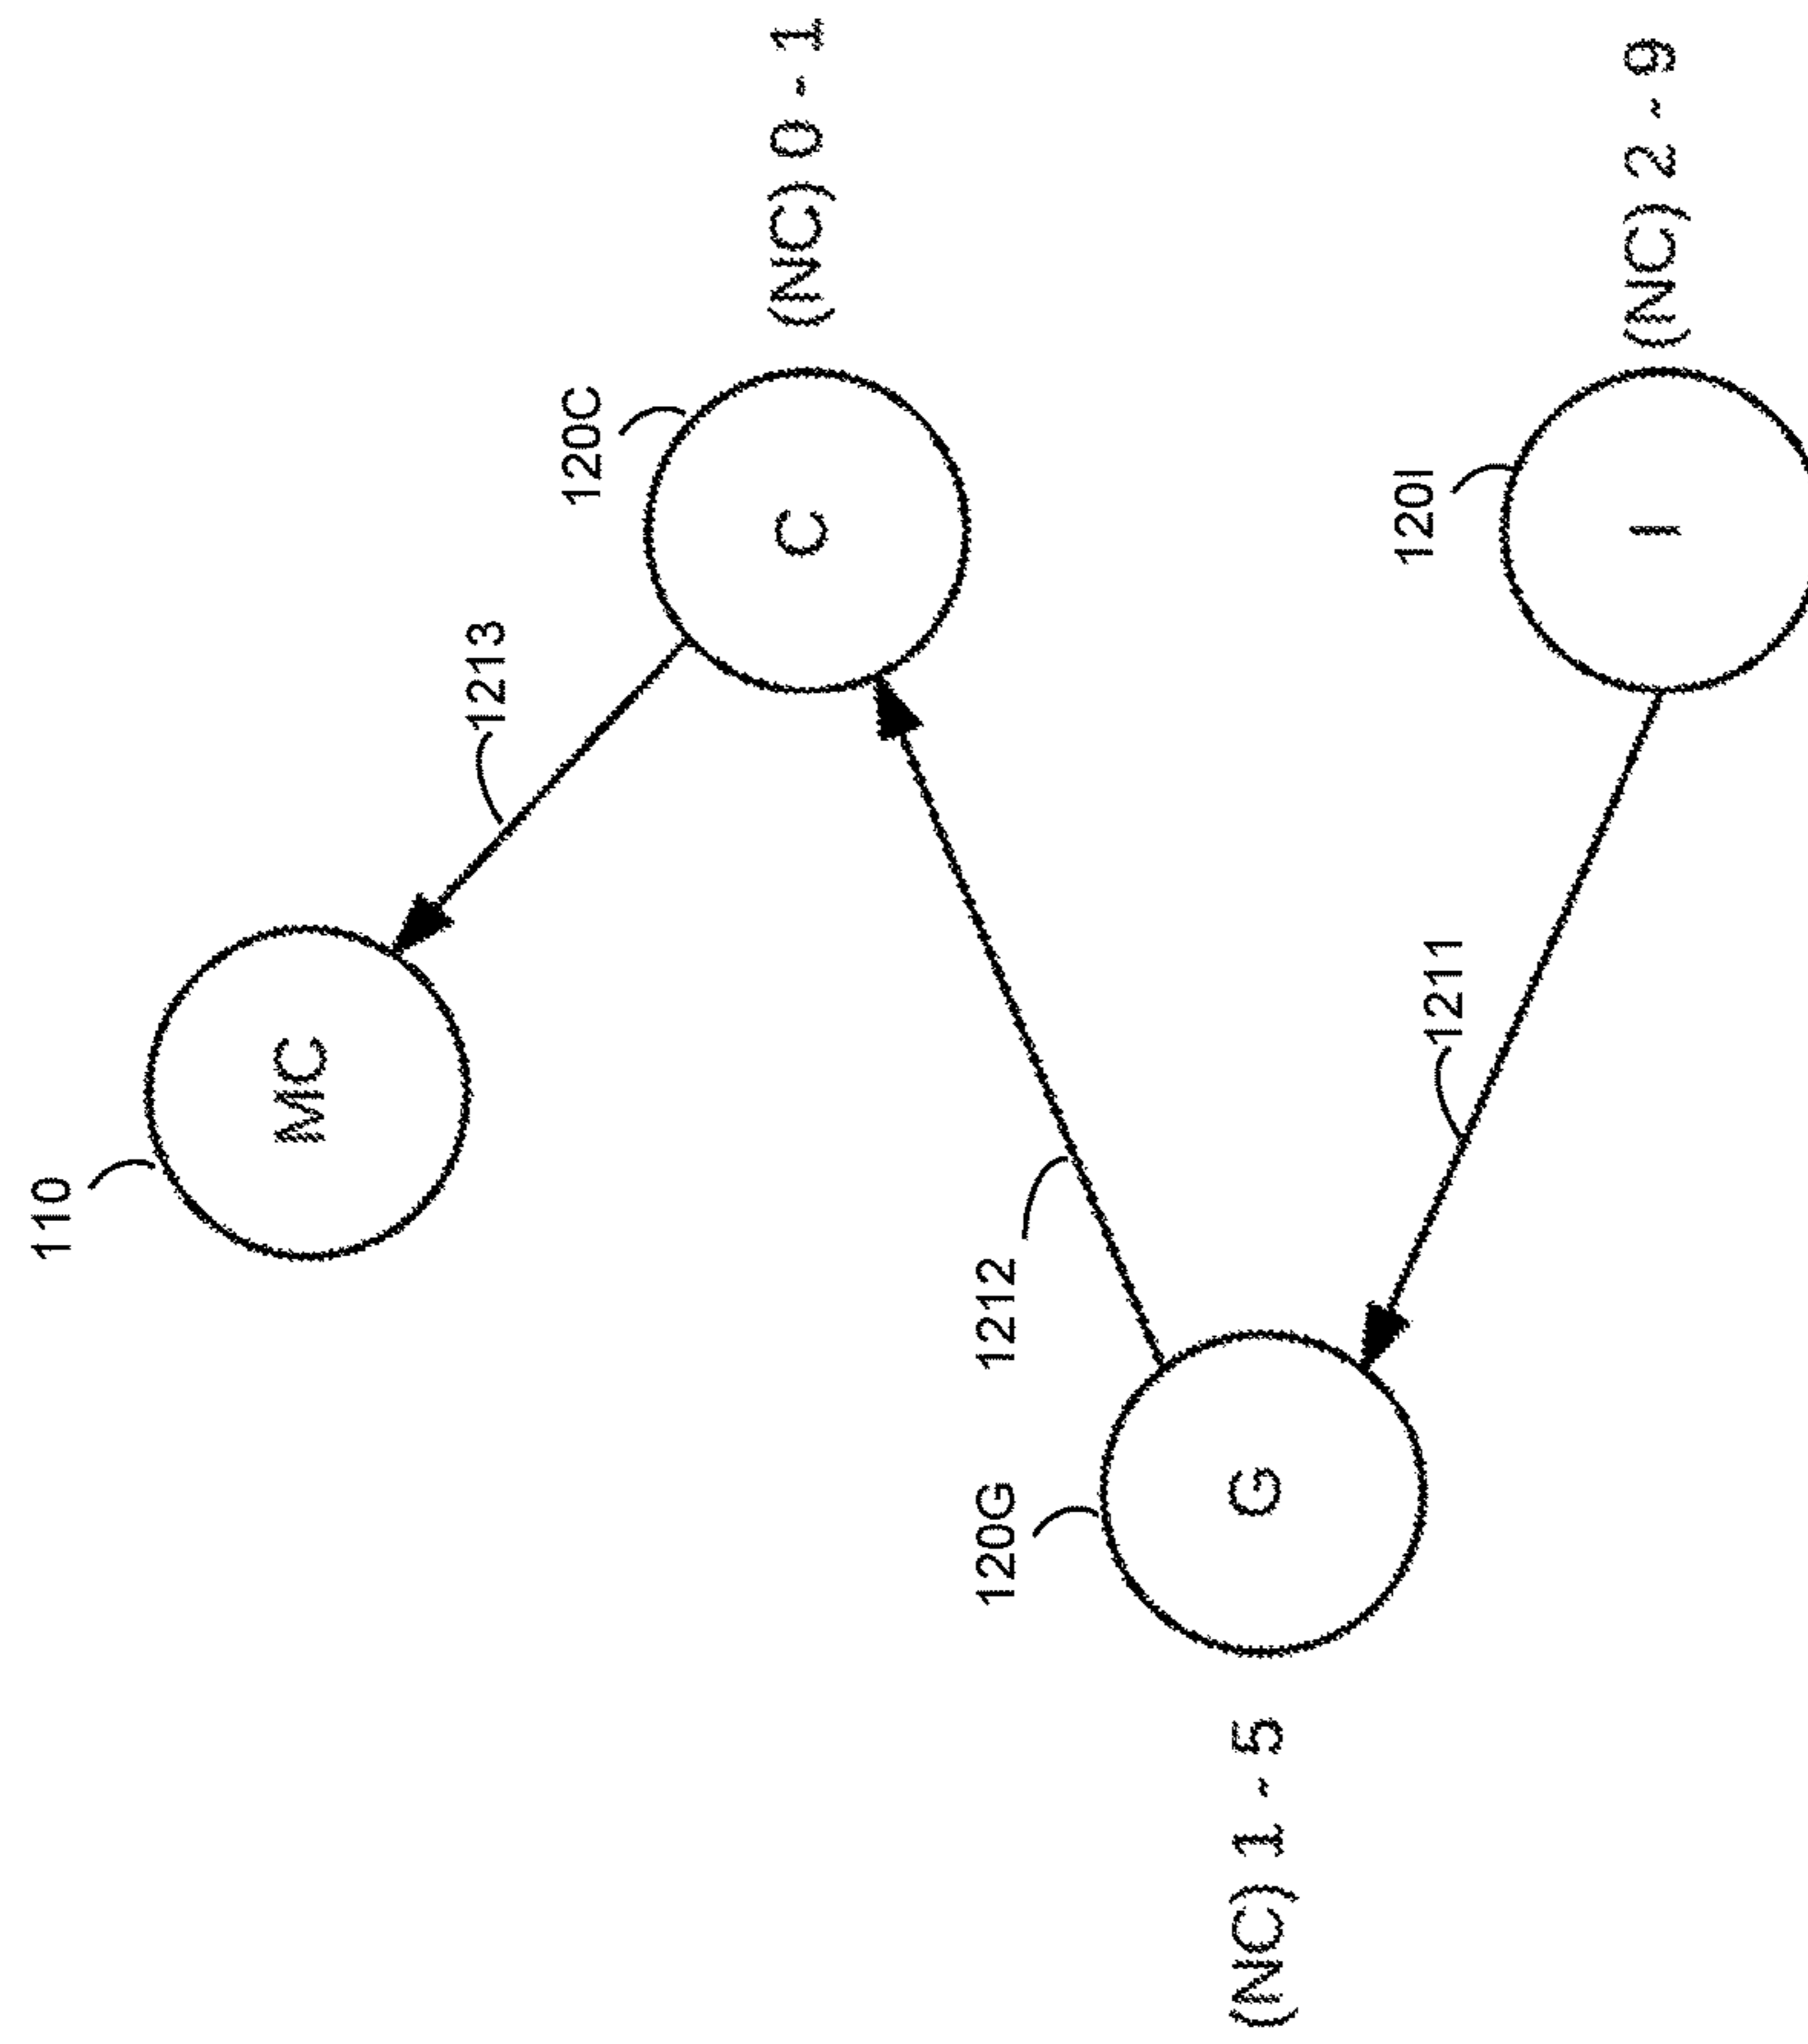 110
MC
1213
120C
C
(NC) 0 - 1
120G
1212
(NC) 1 - 5
G
120I
1211
I
(NC) 2 - 9